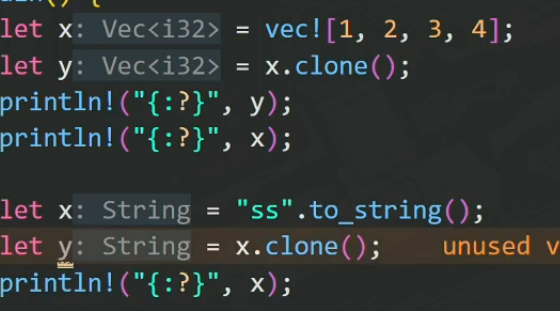 let x: Vec<i32> = vec![1, 2, 3, 4];
let y: Vec<i32> = x.clone();
println!("{:?}", y);
println!("{:?}", x);
let x: String = "ss".to_string();
let y: String = x.clone(); unused
println!("{:?}", x);